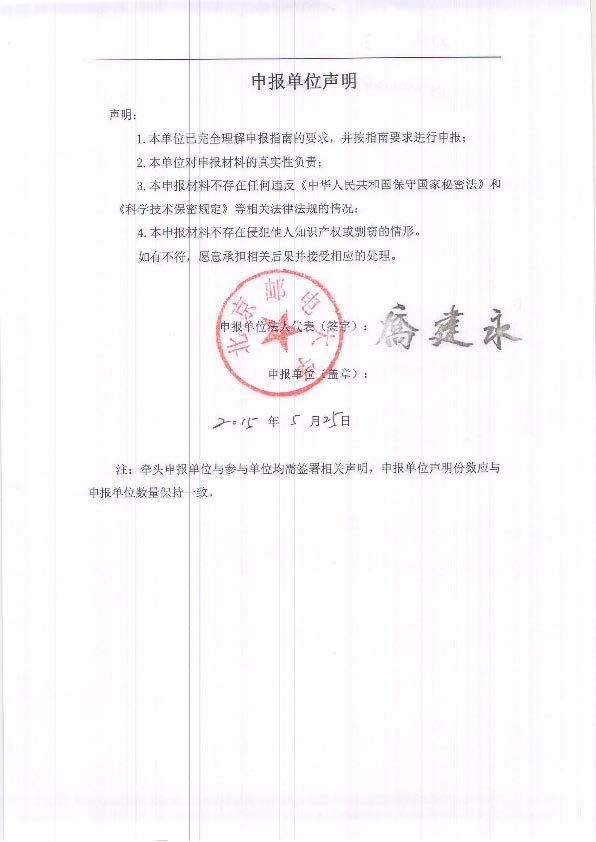 申报单位声明
声明：
1.本单位已完全理解申报指南的要求，并按指南要求进行申报；
2.本单位对申报材料的真实性负责；
3.本申报材料不存在任何违反《中华人民共和国保守国家秘密法》和
《科学技术保密规定》等相关法律法规的情况；
4.本申报材料不存在侵犯他人知识产权或剽窃的情形。
如有不符，愿意承担相关后果并接受相应的处理。
北京邮电大学
申报单位法人代表（签字）：喬建永
申报单位（盖章）：
2015 年 5 月25日
注：牵头申报单位与参与单位均需签署相关声明，申报单位声明份数应与
申报单位数量保持一致。